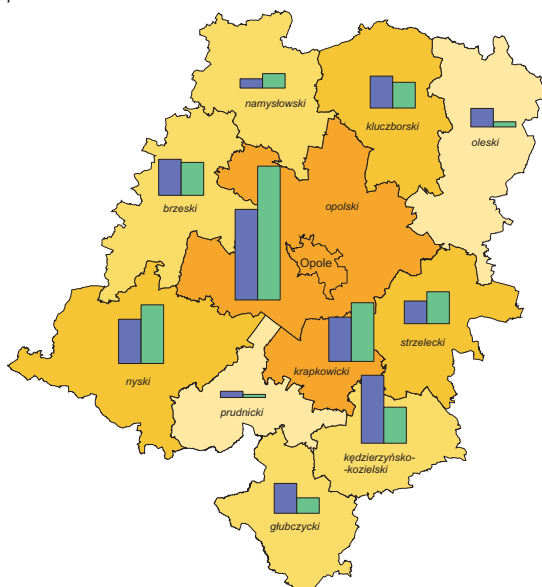 namysłowski
kluczborski
oleski
brzeski
opolski
Opole
strzelecki
nyski
krapkowicki
prudnicki
kędzierzyńsko-
-kozielski
głubczycki